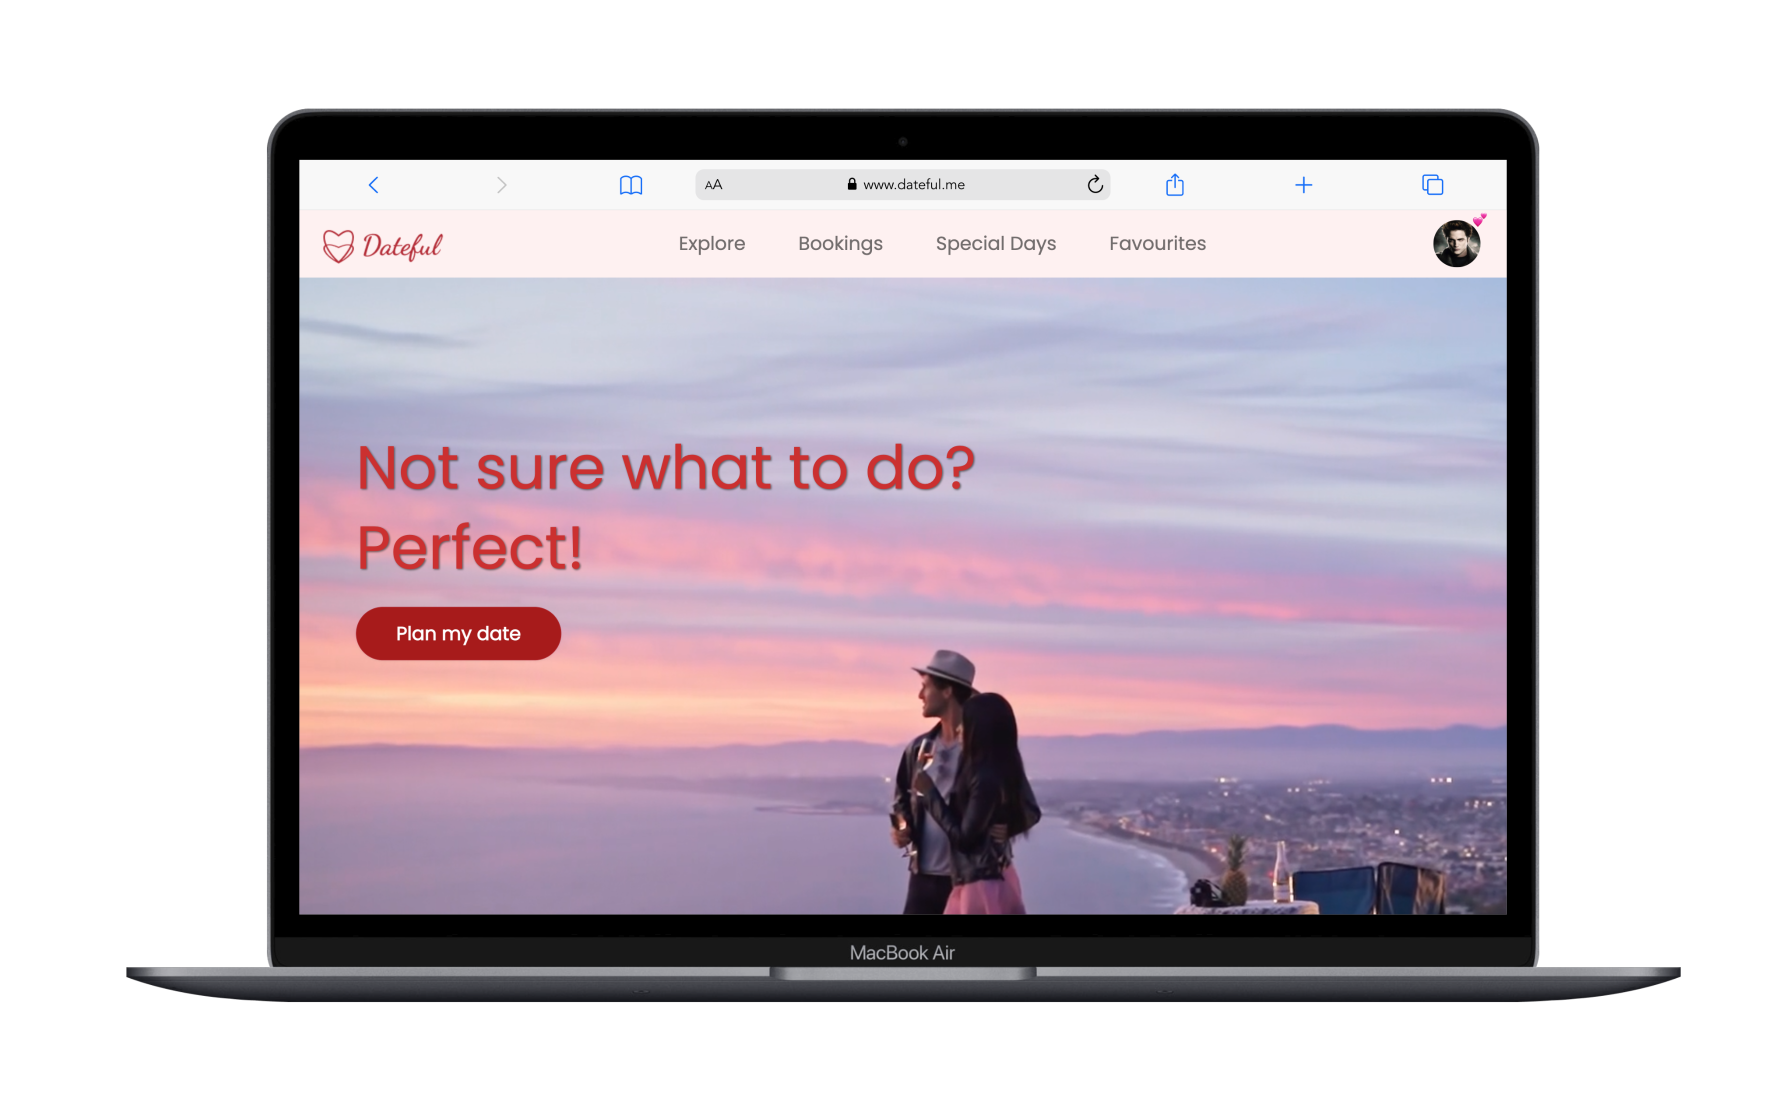 AA
www.dateful.me
Dateful
Explore Bookings Special Days Favourites
Not sure what to do?
Perfect!
Plan my date
MacBook Air